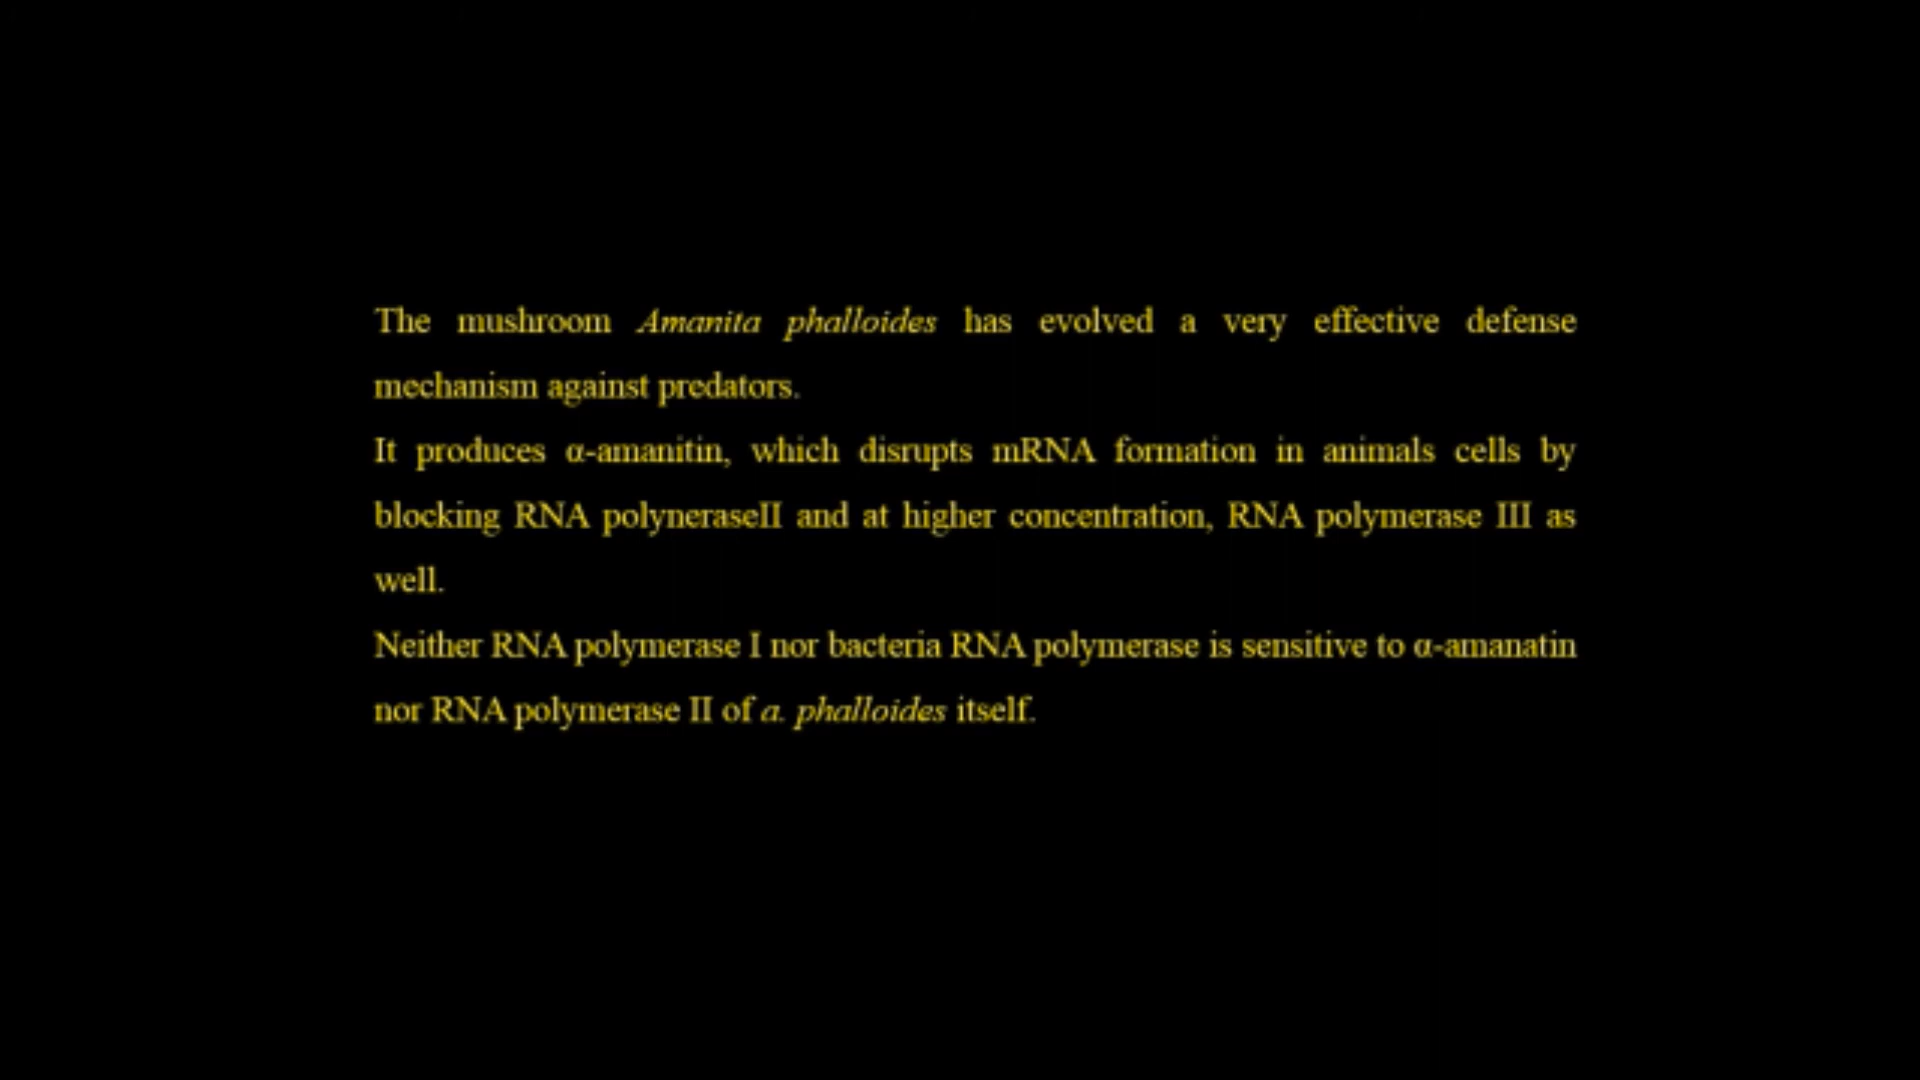 The mushroom Amanita phalloides has evolved a very effective defense
mechanism against predators.
It produces α-amanitin, which disrupts mRNA formation in animals cells by
blocking RNA polyneraseII and at higher concentration, RNA polymerase III as
well.
Neither RNA polymerase I nor bacteria RNA polymerase is sensitive to α-amanatin
nor RNA polymerase II of a. phalloides itself.